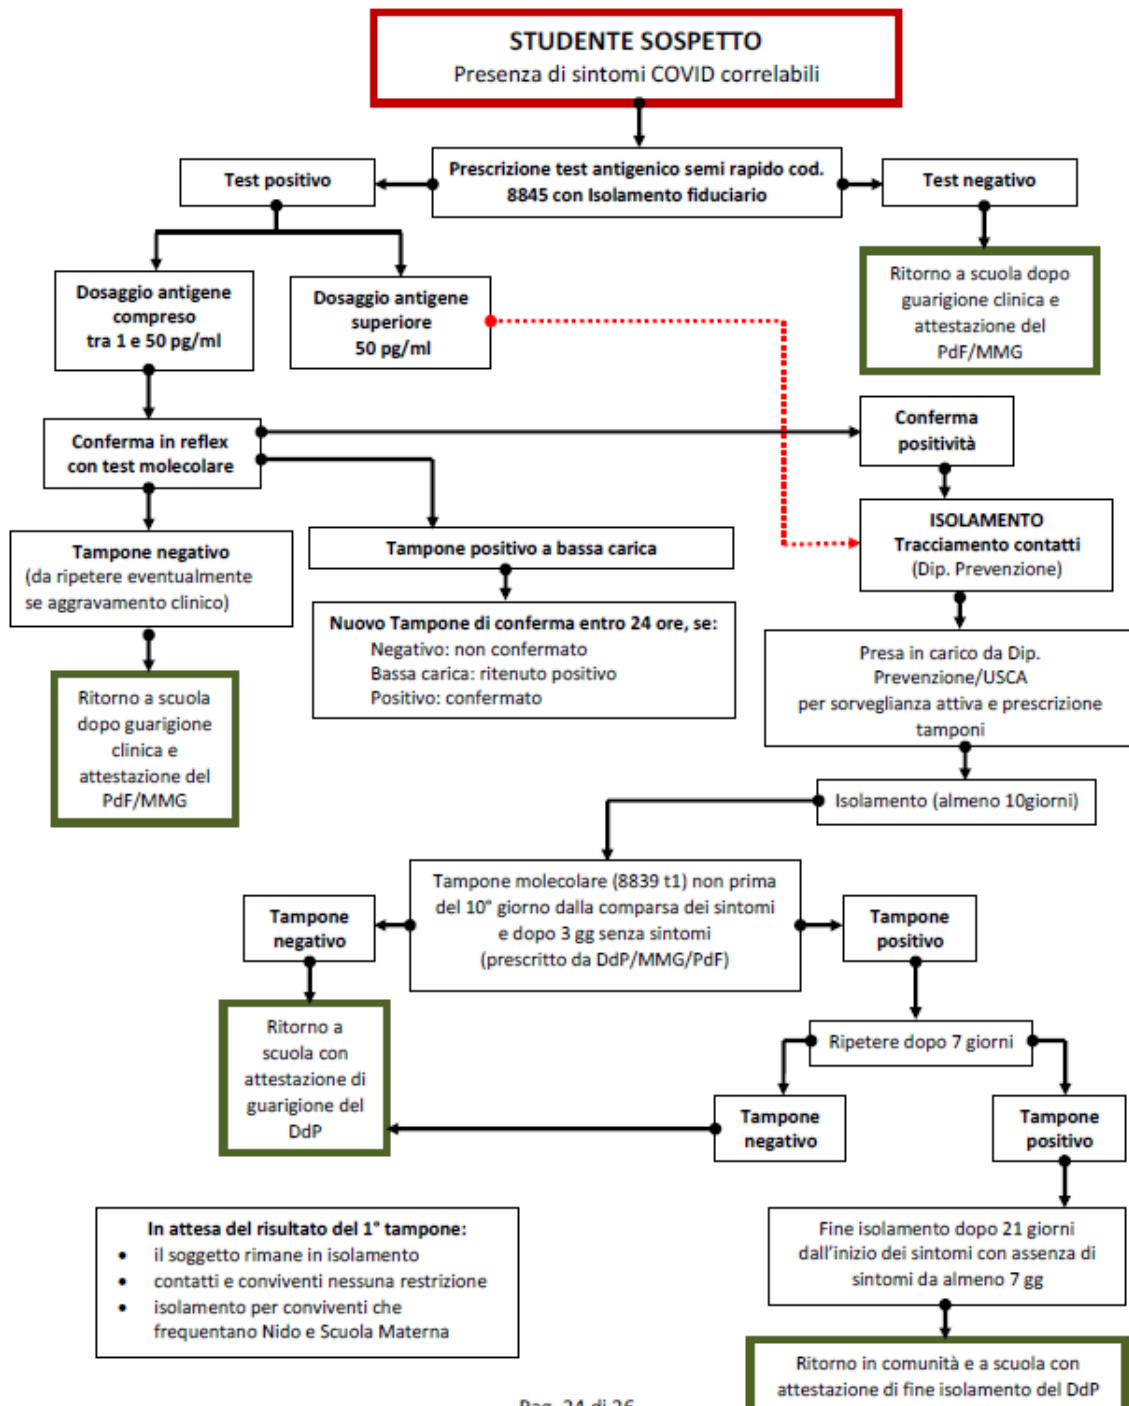 STUDENTE SOSPETTO
Presenza di sintomi COVID correlabili
Test positivo
Prescrizione test antigenico semi rapido cod.
8845 con Isolamento fiduciario
Test negativo
Dosaggio antigene
compreso
tra 1 e 50 pg/ml
Dosaggio antigene
superiore
50 pg/ml
Ritorno a scuola dopo
guarigione clinica e
attestazione del
PdF/MMG
Conferma in reflex
con test molecolare
Conferma
positività
Tampone negativo
(da ripetere eventualmente
se aggravamento clinico)
Tampone positivo a bassa carica
ISOLAMENTO
Tracciamento contatti
(Dip. Prevenzione)
Nuovo Tampone di conferma entro 24 ore, se:
Negativo: non confermato
Bassa carica: ritenuto positivo
Positivo: confermato
Ritorno a scuola
dopo guarigione
clinica e
attestazione del
PdF/MMG
Presa in carico da Dip.
Prevenzione/USCA
per sorveglianza attiva e prescrizione
tamponi
Isolamento (almeno 10giorni)
Tampone molecolare (8839 t1) non prima
del 10° giorno dalla comparsa dei sintomi
e dopo 3 gg senza sintomi
(prescritto da DdP/MMG/PdF)
Tampone
negativo
Tampone
positivo
Ritorno a
scuola con
attestazione di
guarigione del
DdP
Ripetere dopo 7 giorni
Tampone
negativo
Tampone
positivo
In attesa del risultato del 1° tampone:
• il soggetto rimane in isolamento
• contatti e conviventi nessuna restrizione
• isolamento per conviventi che
frequentano Nido e Scuola Materna
Fine isolamento dopo 21 giorni
dall'inizio dei sintomi con assenza di
sintomi da almeno 7 gg
Ritorno in comunità e a scuola con
attestazione di fine isolamento del DdP
Pag. 24 di 26